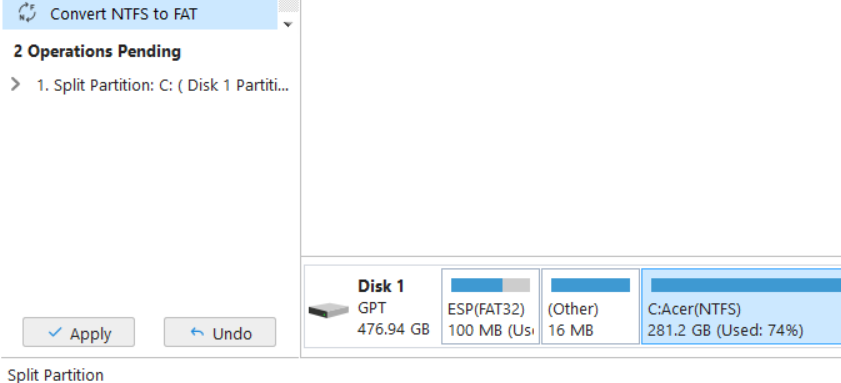 Convert NTFS to FAT
2 Operations Pending
1. Split Partition: C: ( Disk 1 Partiti...
Apply
Undo
Disk 1
GPT
476.94 GB
ESP(FAT32)
100 MB (Us
(Other)
16 MB
C:Acer(NTFS)
281.2 GB (Used: 74%)
Split Partition